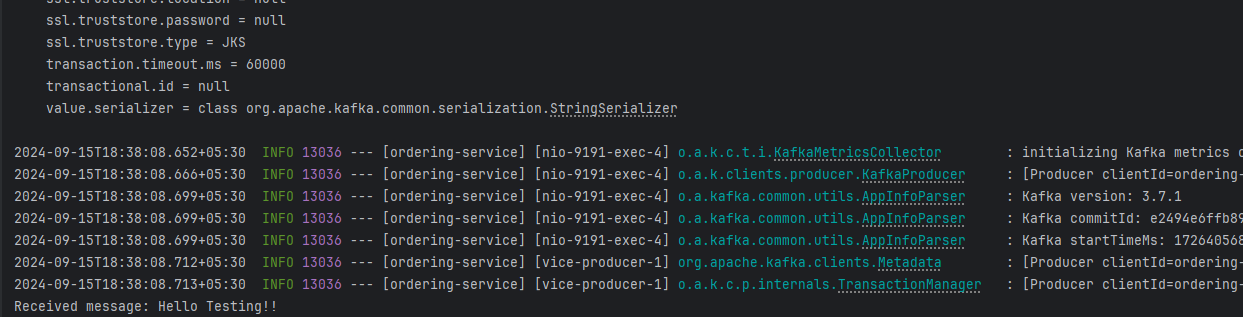 ssl.truststore.location = null
ssl.truststore.password = null
ssl.truststore.type = JKS
transaction.timeout.ms = 60000
transactional.id = null
value.serializer = class org.apache.kafka.common.serialization.StringSerializer
2024-09-15T18:38:08.652+05:30 INFO 13036 --- [ordering-service] [nio-9191-exec-4] o.a.k.c.t.i.KafkaMetricsCollector : initializing Kafka metrics c
2024-09-15T18:38:08.666+05:30 INFO 13036 --- [ordering-service] [nio-9191-exec-4] o.a.k.clients.producer.KafkaProducer : [Producer clientId=ordering-
2024-09-15T18:38:08.699+05:30 INFO 13036 --- [ordering-service] [nio-9191-exec-4] o.a.kafka.common.utils.AppInfoParser : Kafka version: 3.7.1
2024-09-15T18:38:08.699+05:30 INFO 13036 --- [ordering-service] [nio-9191-exec-4] o.a.kafka.common.utils.AppInfoParser : Kafka commitId: e2494e6ffb89
2024-09-15T18:38:08.699+05:30 INFO 13036 --- [ordering-service] [nio-9191-exec-4] o.a.kafka.common.utils.AppInfoParser : Kafka startTimeMs: 172640568
2024-09-15T18:38:08.712+05:30 INFO 13036 --- [ordering-service] [vice-producer-1] org.apache.kafka.clients.Metadata : [Producer clientId=ordering-
2024-09-15T18:38:08.713+05:30 INFO 13036 --- [ordering-service] [vice-producer-1] o.a.k.c.p.internals.TransactionManager : [Producer clientId=ordering-
Received message: Hello Testing!!